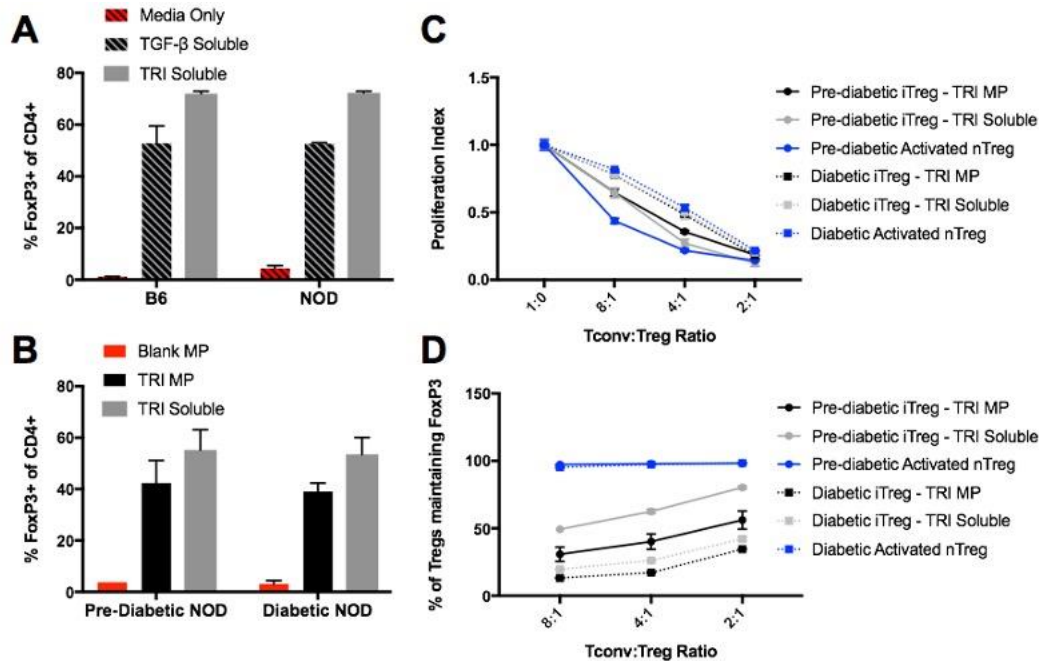 A
Media Only
TGF-β Soluble
TRI Soluble
% FoxP3+ of CD4+
80
60
40
20
0
B6
NOD
B
Blank MP
TRI MP
TRI Soluble
% FoxP3+ of CD4+
80
60
40
20
0
Pre-Diabetic NOD
Diabetic NOD
C
Proliferation Index
1.5
1.0
0.5
0.0
1:0
8:1
4:1
2:1
Tconv:Treg Ratio
Pre-diabetic iTreg - TRI MP
Pre-diabetic iTreg - TRI Soluble
Pre-diabetic Activated nTreg
Diabetic iTreg - TRI MP
Diabetic iTreg - TRI Soluble
Diabetic Activated nTreg
D
% of Tregs maintaining FoxP3
150
100
50
0
8:1
4:1
2:1
Tconv:Treg Ratio
Pre-diabetic iTreg - TRI MP
Pre-diabetic iTreg - TRI Soluble
Pre-diabetic Activated nTreg
Diabetic iTreg - TRI MP
Diabetic iTreg - TRI Soluble
Diabetic Activated nTreg